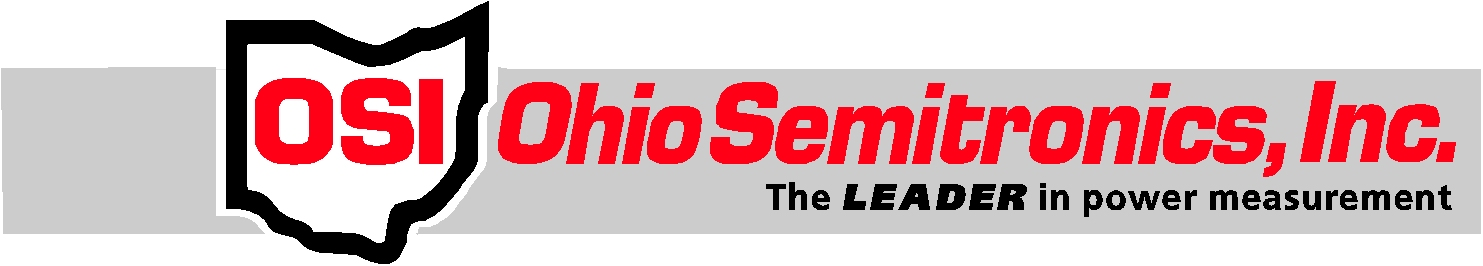 OSI
Ohio Semitronics, Inc.
The LEADER in power measurement